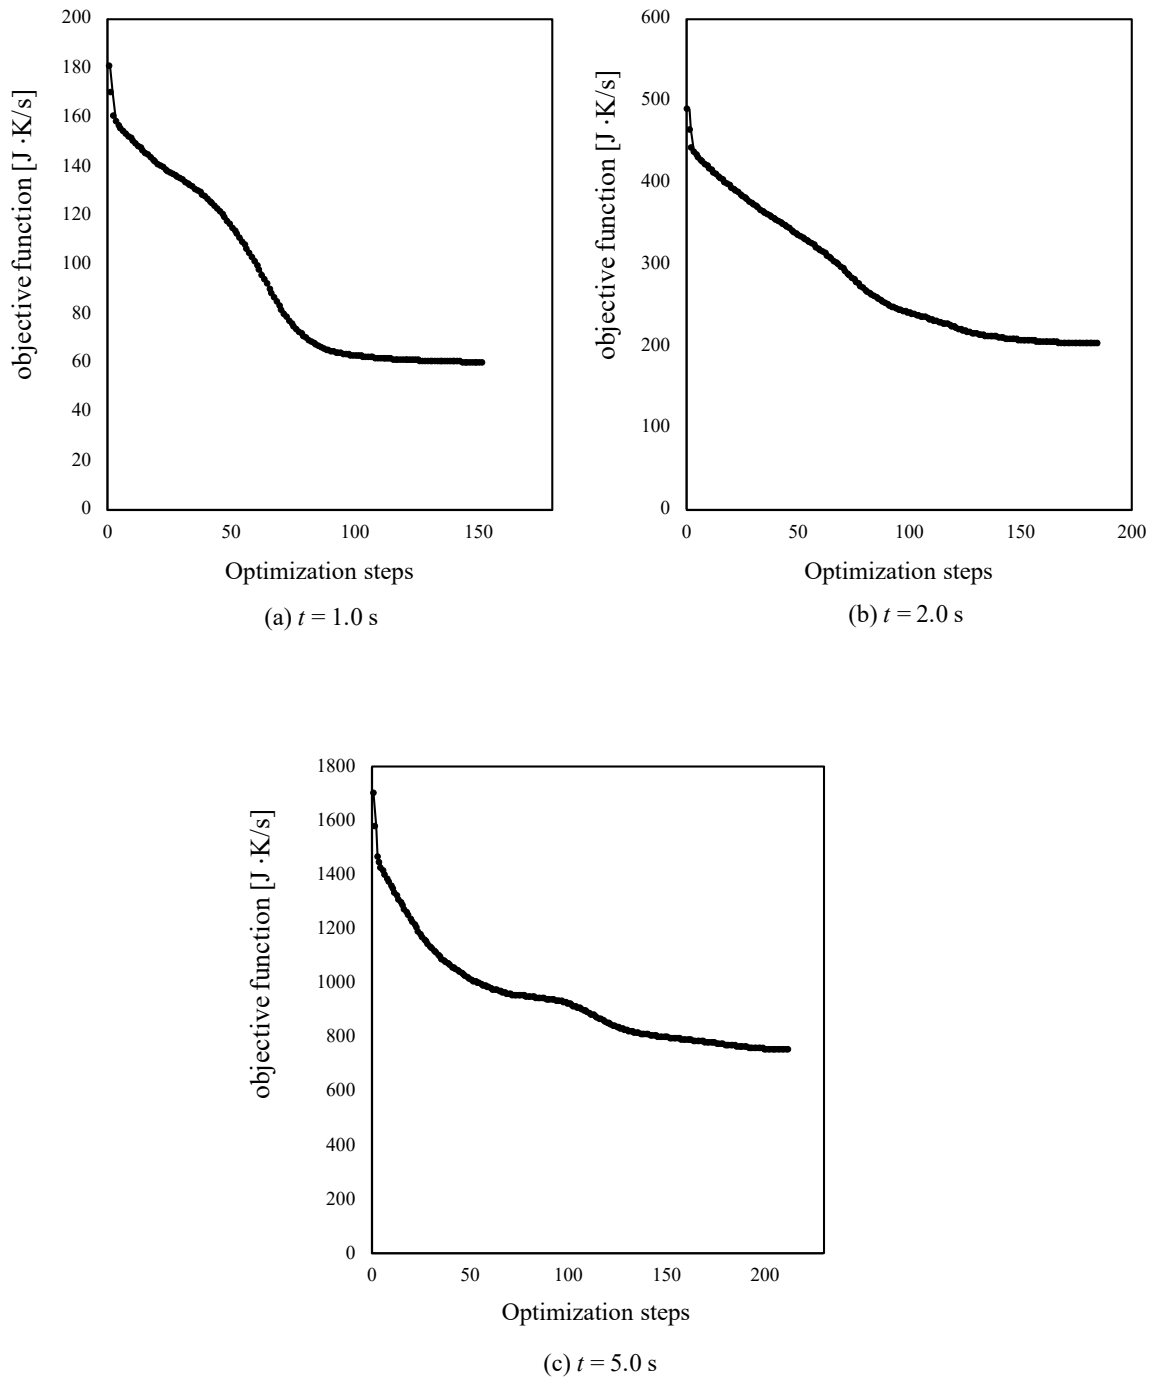 200
180
160
140
120
100
80
60
40
20
0
0 50 100 150
objective function [J ·K/s]
Optimization steps
(a) t = 1.0 s
600
500
400
300
200
100
0
0 50 100 150 200
objective function [J ·K/s]
Optimization steps
(b) t = 2.0 s
1800
1600
1400
1200
1000
800
600
400
200
0
0 50 100 150 200
objective function [J ·K/s]
Optimization steps
(c) t = 5.0 s